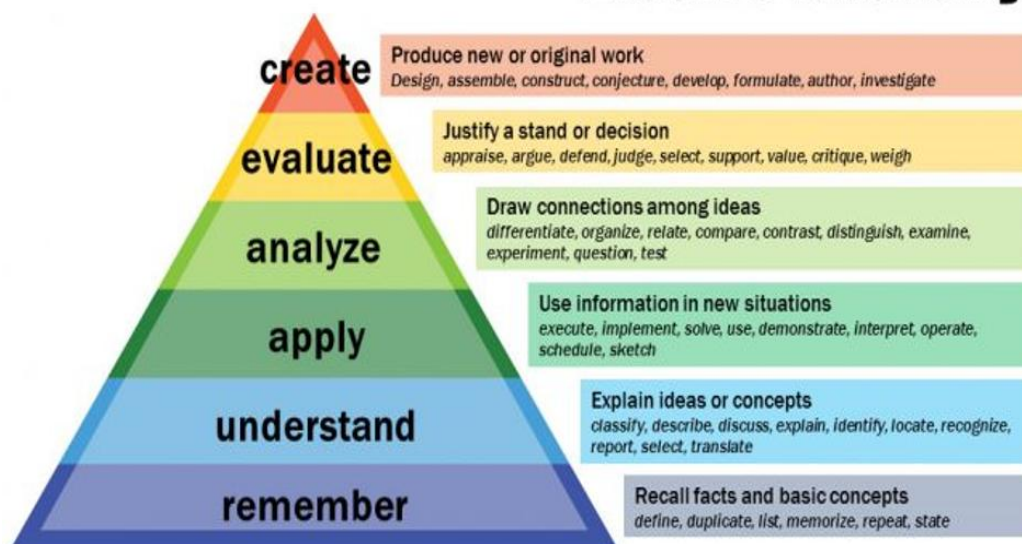 create
Produce new or original work
Design, assemble, construct, conjecture, develop, formulate, author, investigate
evaluate
Justify a stand or decision
appraise, argue, defend, judge, select, support, value, critique, weigh
analyze
Draw connections among ideas
differentiate, organize, relate, compare, contrast, distinguish, examine,
experiment, question, test
apply
Use information in new situations
execute, implement, solve, use, demonstrate, interpret, operate,
schedule, sketch
understand
Explain ideas or concepts
classify, describe, discuss, explain, identify, locate, recognize,
report, select, translate
remember
Recall facts and basic concepts
define, duplicate, list, memorize, repeat, state